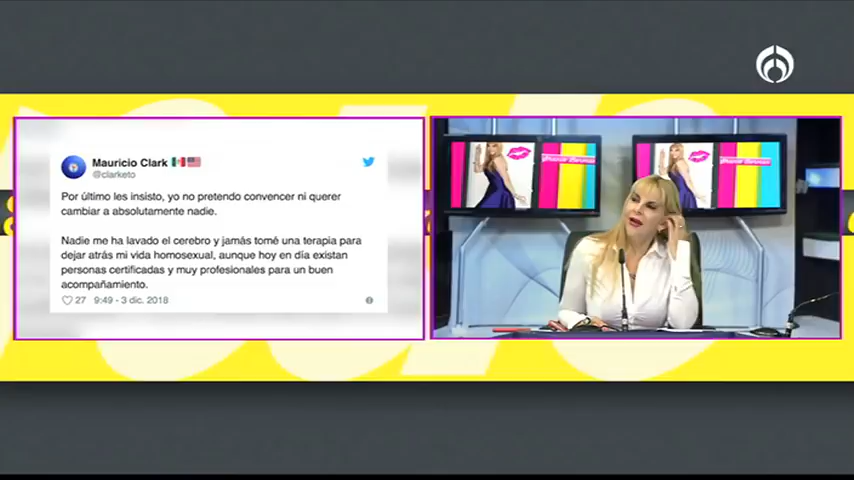 Mauricio Clark
@clarketo
Por último les insisto, yo no pretendo convencer ni querer
cambiar a absolutamente nadie.
Nadie me ha lavado el cerebro y jamás tomé una terapia para
dejar atrás mi vida homosexual, aunque hoy en día existan
personas certificadas y muy profesionales para un buen
acompañamiento.
27 9:49 - 3 dic. 2018